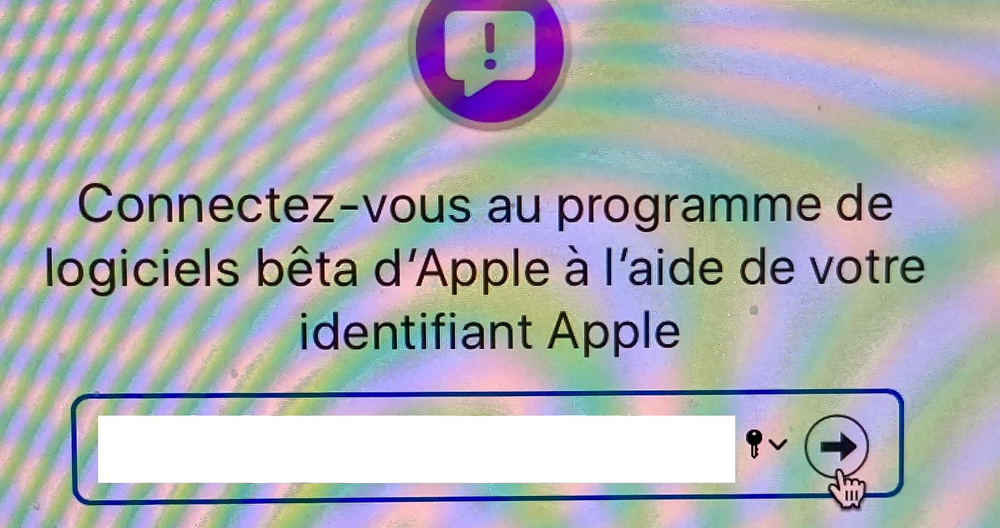 Connectez-vous au programme de
logiciels bêta d’Apple à l’aide de votre
identifiant Apple